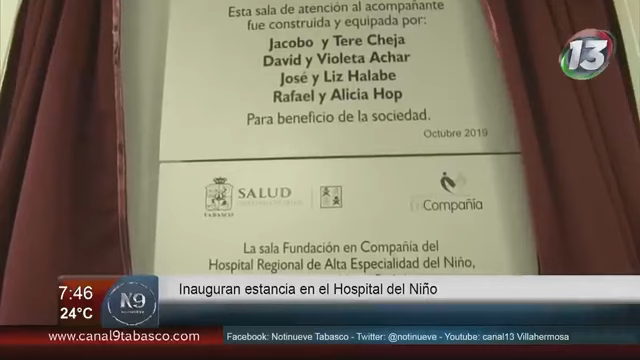 Esta sala de atención al acompañante
fue construida y equipada por:
Jacobo y Tere Cheja
David y Violeta Achar
José y Liz Halabe
Rafael y Alicia Hop
Para beneficio de la sociedad.
Octubre 2019
13
SALUD
TABASCO
Compañía
La sala Fundación en Compañía del
Hospital Regional de Alta Especialidad del Niño,
7:46
24°C
N9
Inauguran estancia en el Hospital del Niño
www.canal9tabasco.com
Facebook: Notinueve Tabasco - Twitter: @notinueve - Youtube: canal13 Villahermosa